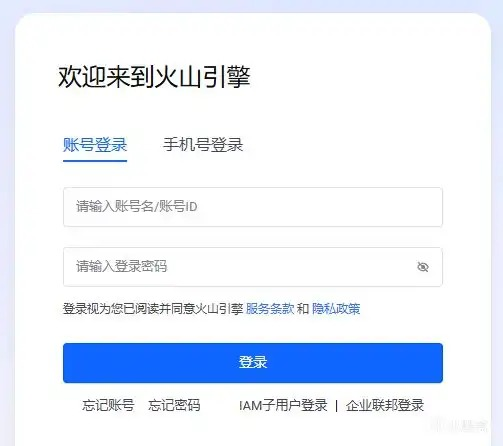 欢迎来到火山引擎
账号登录 手机号登录
请输入账号名/账号ID
请输入登录密码
登录视为您已阅读并同意火山引擎 服务条款 和 隐私政策
登录
忘记账号 忘记密码 IAM子用户登录 | 企业联邦登录